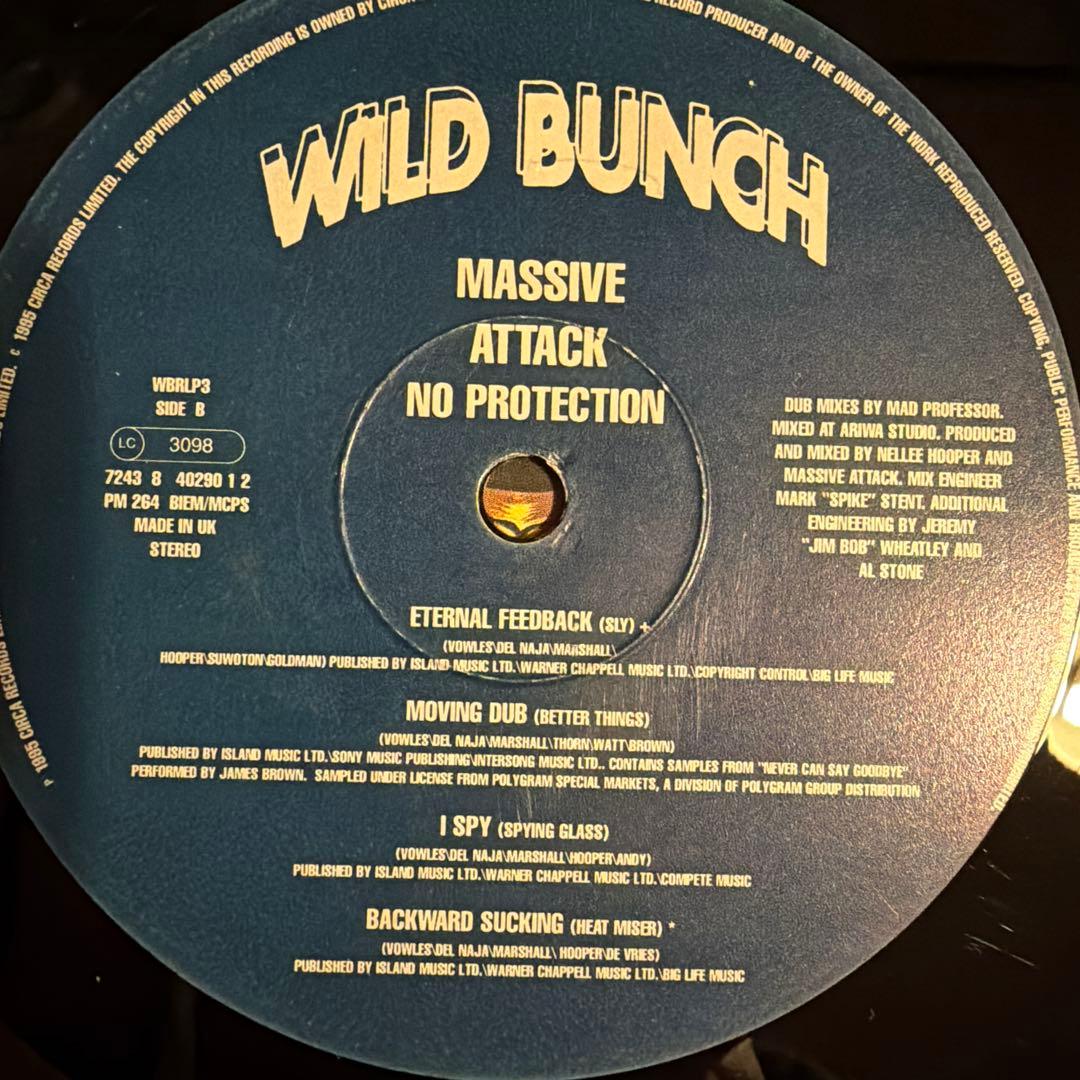 WILD BUNCH
MASSIVE
ATTACK
NO PROTECTION
WBRLP3
SIDE B
LC 3098
7243 8 40290 1 2
PM 264 BIEM/MCPS
MADE IN UK
STEREO
DUB MIXES BY MAD PROFESSOR.
MIXED AT ARIWA STUDIO. PRODUCED
AND MIXED BY NELLEE HOOPER AND
MASSIVE ATTACK. MIX ENGINEER
MARK "SPIKE" STENT. ADDITIONAL
ENGINEERING BY JEREMY
"JIM BOB" WHEATLEY AND
AL STONE
ETERNAL FEEDBACK (SLY) +
(VOWLES\DEL NAJA\MARSHALL\
HOOPER\SUWOTON\GOLDMAN) PUBLISHED BY ISLAND MUSIC LTD.\WARNER CHAPPELL MUSIC LTD.\COPYRIGHT CONTROL\BIG LIFE MUSIC
MOVING DUB (BETTER THINGS)
(VOWLES\DEL NAJA\MARSHALL\THORN\WATT\BROWN)
PUBLISHED BY ISLAND MUSIC LTD.\SONY MUSIC PUBLISHING\INTERSONG MUSIC LTD.. CONTAINS SAMPLES FROM "NEVER CAN SAY GOODBYE"
PERFORMED BY JAMES BROWN. SAMPLED UNDER LICENSE FROM POLYGRAM SPECIAL MARKETS, A DIVISION OF POLYGRAM GROUP DISTRIBUTION
I SPY (SPYING GLASS)
(VOWLES\DEL NAJA\MARSHALL\HOOPER\ANDY)
PUBLISHED BY ISLAND MUSIC LTD.\WARNER CHAPPELL MUSIC LTD.\COMPETE MUSIC
BACKWARD SUCKING (HEAT MISER) *
(VOWLES\DEL NAJA\MARSHALL\ HOOPER\DE VRIES)
PUBLISHED BY ISLAND MUSIC LTD.\WARNER CHAPPELL MUSIC LTD.\BIG LIFE MUSIC
P 1995 CIRCA RECORDS LIMITED. C 1995 CIRCA RECORDS LIMITED. THE COPYRIGHT IN THIS RECORDING IS OWNED BY CIRCA
RECORD PRODUCER AND OF THE OWNER OF THE WORK REPRODUCED RESERVED. COPYING, PUBLIC PERFORMANCE AND